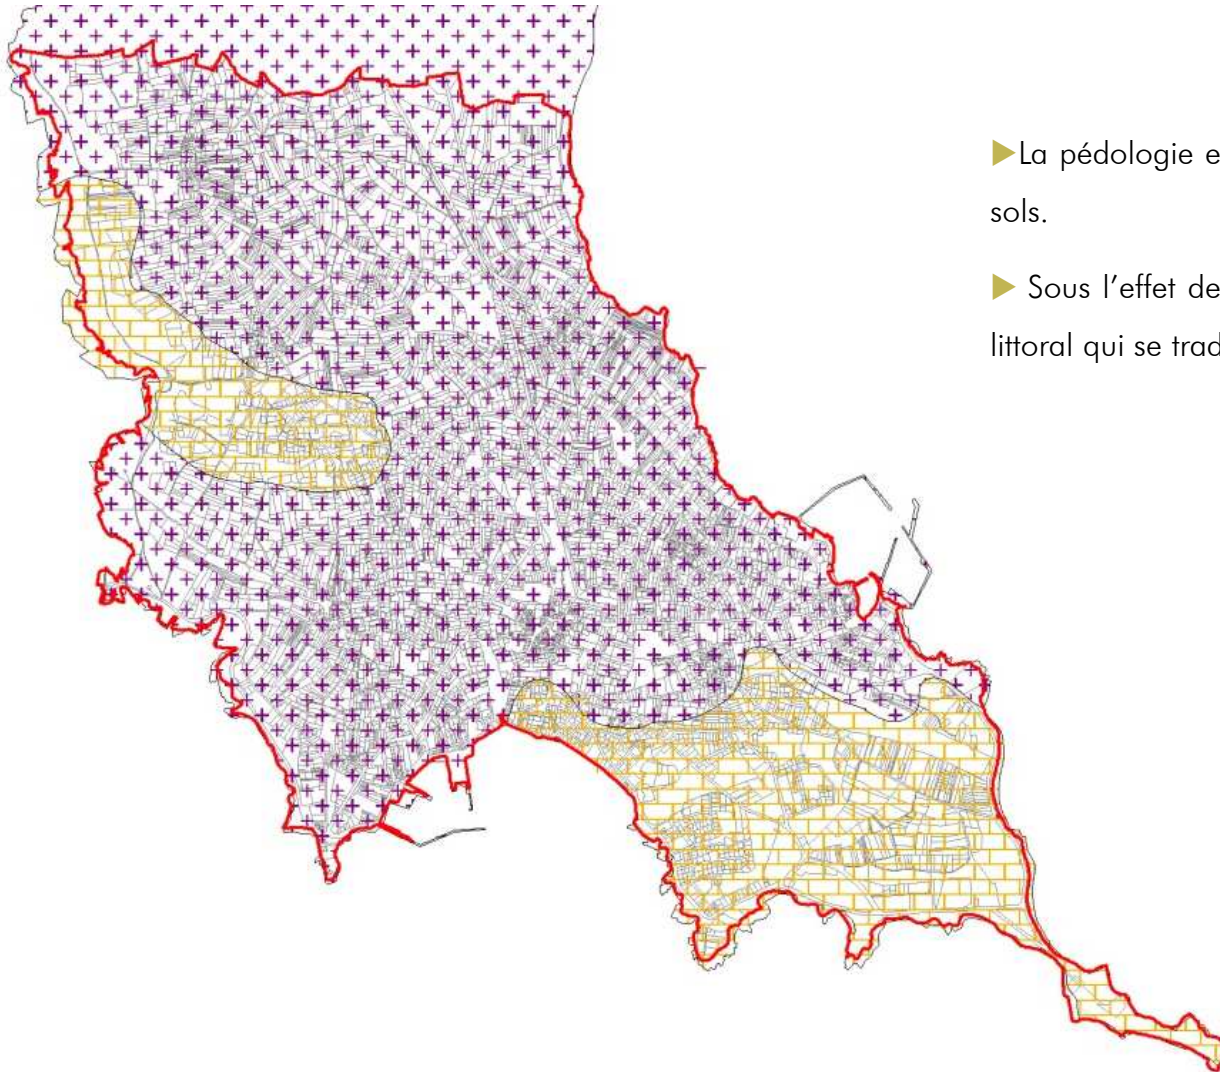 ▶La pédologie e
sols.
▶ Sous l’effet de
littoral qui se trad